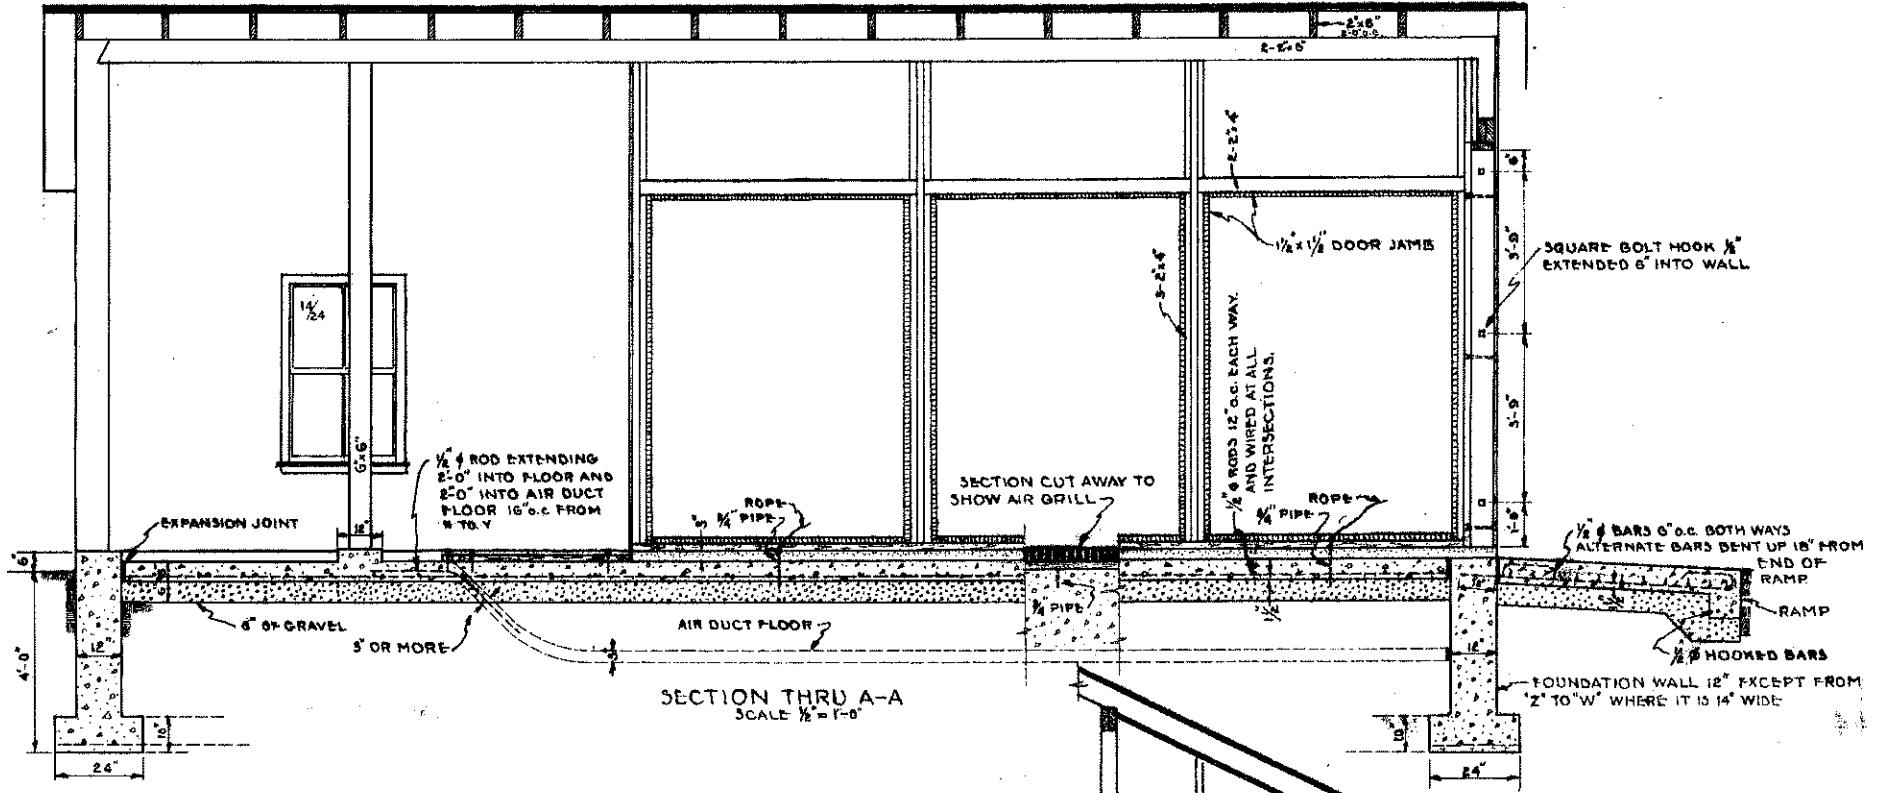 2"x6"
2'-0" o.c.
2-2"x8"
2-2"x4"
6"
1½" x 1½" DOOR JAMB
SQUARE BOLT HOOK ½"
EXTENDED 6" INTO WALL
3'-9"
3-2"x4"
14/24
6"x6"
½" ϕ ROD EXTENDING
2'-0" INTO FLOOR AND
2'-0" INTO AIR DUCT
FLOOR 16" o.c. FROM
TO Y
½" ϕ RODS 12" o.c. EACH WAY.
AND WIRED AT ALL
INTERSECTIONS.
3'-9"
SECTION CUT AWAY TO
SHOW AIR GRILL
ROPE
¾" PIPE
ROPE
¾" PIPE
EXPANSION JOINT
12"
3"
½" ϕ BARS 6" o.c. BOTH WAYS
ALTERNATE BARS BENT UP 18" FROM
END OF
RAMP
6"
¾" PIPE
RAMP
6" OF GRAVEL
AIR DUCT FLOOR
5" OR MORE
12"
12"
½" ϕ HOOKED BARS
4'-0"
FOUNDATION WALL 12" EXCEPT FROM
"Z" TO "W" WHERE IT IS 14" WIDE
SECTION THRU A-A
SCALE ½" = 1'-0"
10"
10"
24"
24"